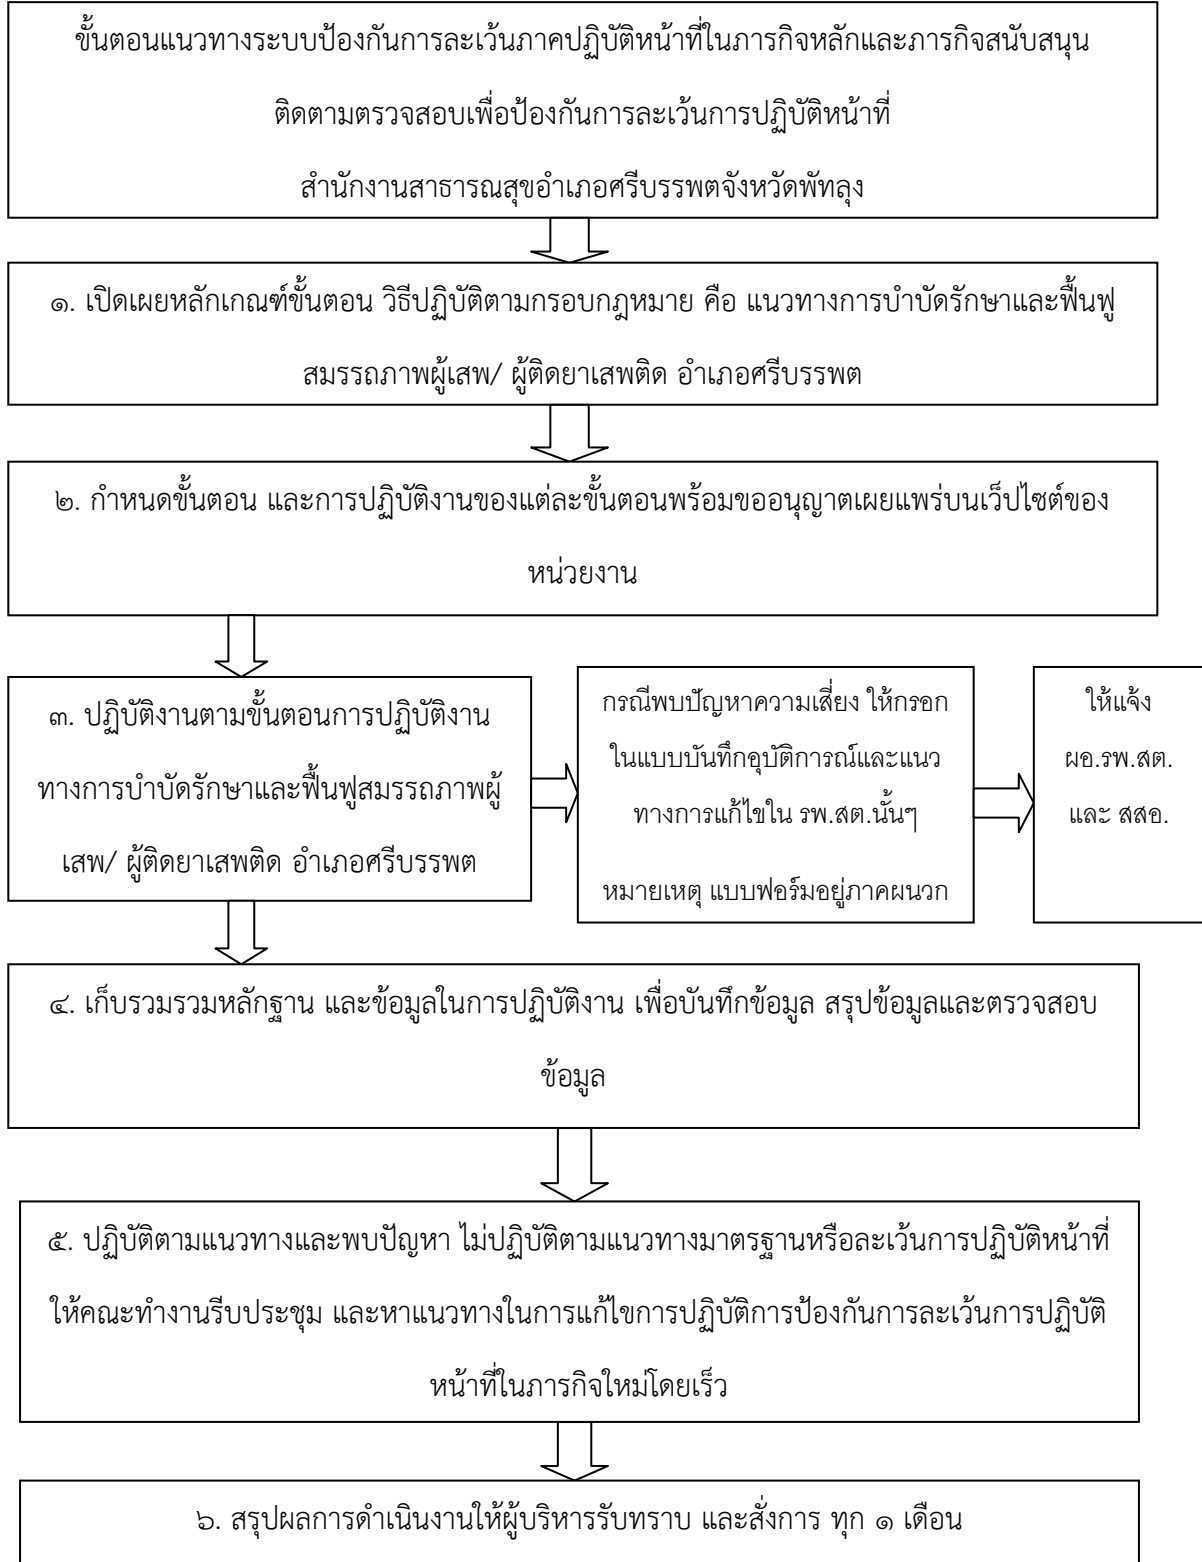 ขั้นตอนแนวทางระบบป้องกันการละเว้นภาคปฏิบัติหน้าที่ในภารกิจหลักและภารกิจสนับสนุน
ติดตามตรวจสอบเพื่อป้องกันการละเว้นการปฏิบัติหน้าที่
สำนักงานสาธารณสุขอำเภอศรีบรรพตจังหวัดพัทลุง
๑. เปิดเผยหลักเกณฑ์ขั้นตอน วิธีปฏิบัติตามกรอบกฎหมาย คือ แนวทางการบำบัดรักษาและฟื้นฟู
สมรรถภาพผู้เสพ/ ผู้ติดยาเสพติด อำเภอศรีบรรพต
๒. กำหนดขั้นตอน และการปฏิบัติงานของแต่ละขั้นตอนพร้อมขออนุญาตเผยแพร่บนเว็ปไซต์ของ
หน่วยงาน
๓. ปฏิบัติงานตามขั้นตอนการปฏิบัติงาน
ทางการบำบัดรักษาและฟื้นฟูสมรรถภาพผู้
เสพ/ ผู้ติดยาเสพติด อำเภอศรีบรรพต
กรณีพบปัญหาความเสี่ยง ให้กรอก
ในแบบบันทึกอุบัติการณ์และแนว
ทางการแก้ไขใน รพ.สต.นั้นๆ
หมายเหตุ แบบฟอร์มอยู่ภาคผนวก
ให้แจ้ง
ผอ.รพ.สต.
และ สสอ.
๔. เก็บรวมรวมหลักฐาน และข้อมูลในการปฏิบัติงาน เพื่อบันทึกข้อมูล สรุปข้อมูลและตรวจสอบ
ข้อมูล
๕. ปฏิบัติตามแนวทางและพบปัญหา ไม่ปฏิบัติตามแนวทางมาตรฐานหรือละเว้นการปฏิบัติหน้าที่
ให้คณะทำงานรีบประชุม และหาแนวทางในการแก้ไขการปฏิบัติการป้องกันการละเว้นการปฏิบัติ
หน้าที่ในภารกิจใหม่โดยเร็ว
๖. สรุปผลการดำเนินงานให้ผู้บริหารรับทราบ และสั่งการ ทุก ๑ เดือน